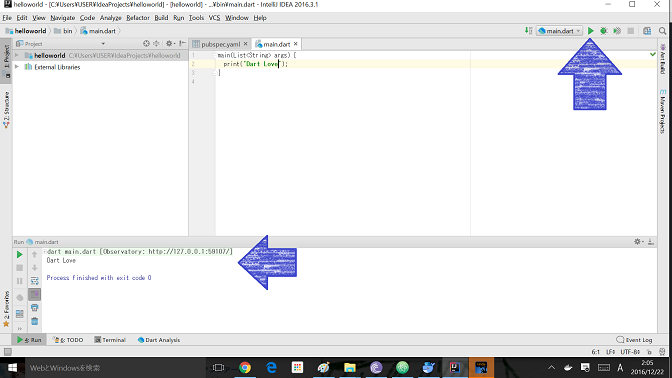 helloworld - [C:¥Users¥USER¥IdeaProjects¥helloworld] - [helloworld] - ...¥bin¥main.dart - IntelliJ IDEA 2016.3.1
File Edit View Navigate Code Analyze Refactor Build Run Tools VCS Window Help
helloworld bin main.dart
main.dart
Project
pubspec.yaml × main.dart ×
1: Project
helloworld C:¥Users¥USER¥IdeaProjects¥helloworld
External Libraries
1 main(List<String> args) {
2 print("Dart Love");
3 }
4
Ant Build
Maven Projects
2: Structure
2: Favorites
Run main.dart
dart main.dart [Observatory: http://127.0.0.1:59107/]
Dart Love
Process finished with exit code 0
4: Run 6: TODO Terminal Dart Analysis Event Log
6:1 LF÷ UTF-8÷
WebとWindowsを検索
A
2:05
2016/12/22